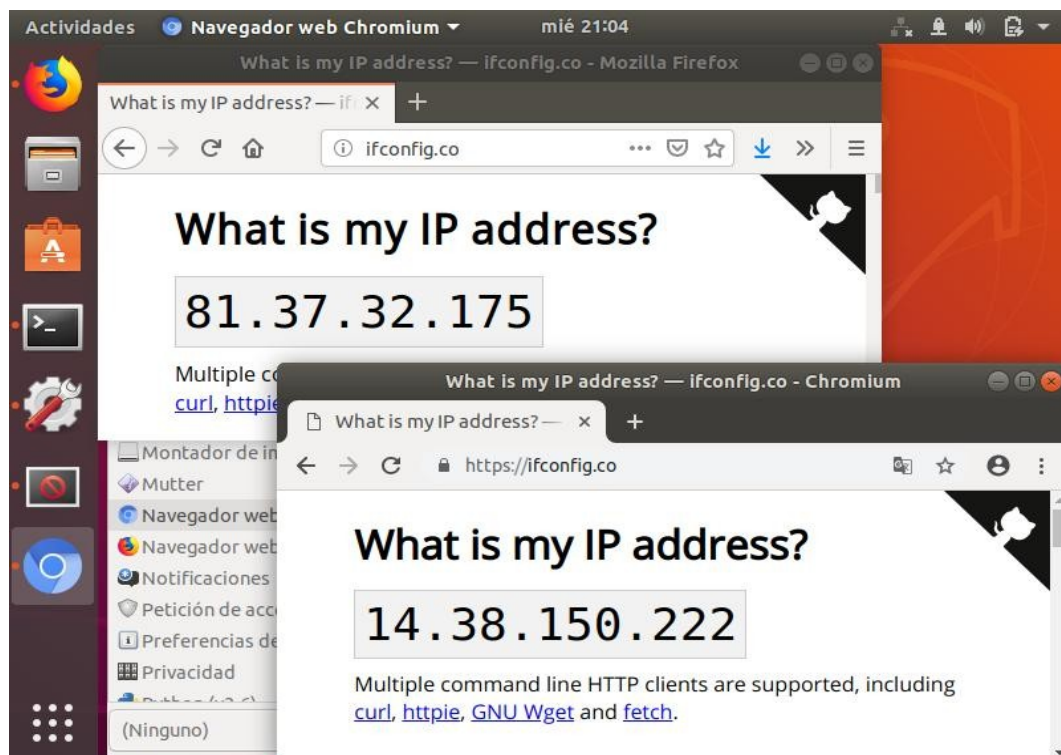 Actividades Navegador web Chromium mié 21:04
What is my IP address? — ifconfig.co - Mozilla Firefox
What is my IP address? — if
ifconfig.co
What is my IP address?
81.37.32.175
Multiple
curl, httpie
What is my IP address? — ifconfig.co - Chromium
What is my IP address? —
https://ifconfig.co
What is my IP address?
14.38.150.222
Multiple command line HTTP clients are supported, including
curl, httpie, GNU Wget and fetch.
Montador de
Mutter
Navegador web
Navegador web
Notificaciones
Petición de
Preferencias de
Privacidad
(Ninguno)